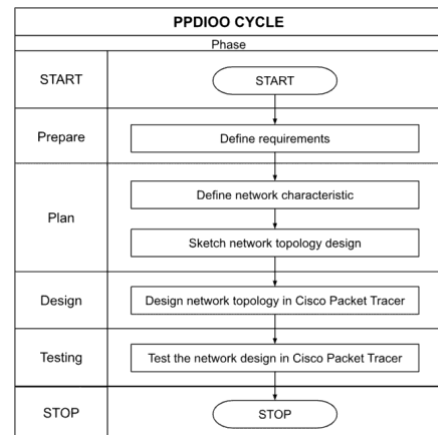 PPDIOO CYCLE
Phase
START
START
Prepare
Define requirements
Plan
Define network characteristic
Sketch network topology design
Design
Design network topology in Cisco Packet Tracer
Testing
Test the network design in Cisco Packet Tracer
STOP
STOP